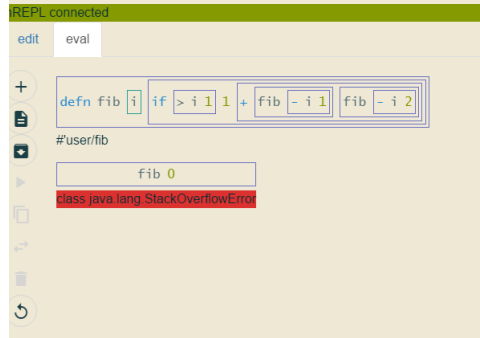 nREPL connected
edit eval
defn fib i if > i 1 1 + fib - i 1 fib - i 2
#'user/fib
fib 0
class java.lang.StackOverflowError